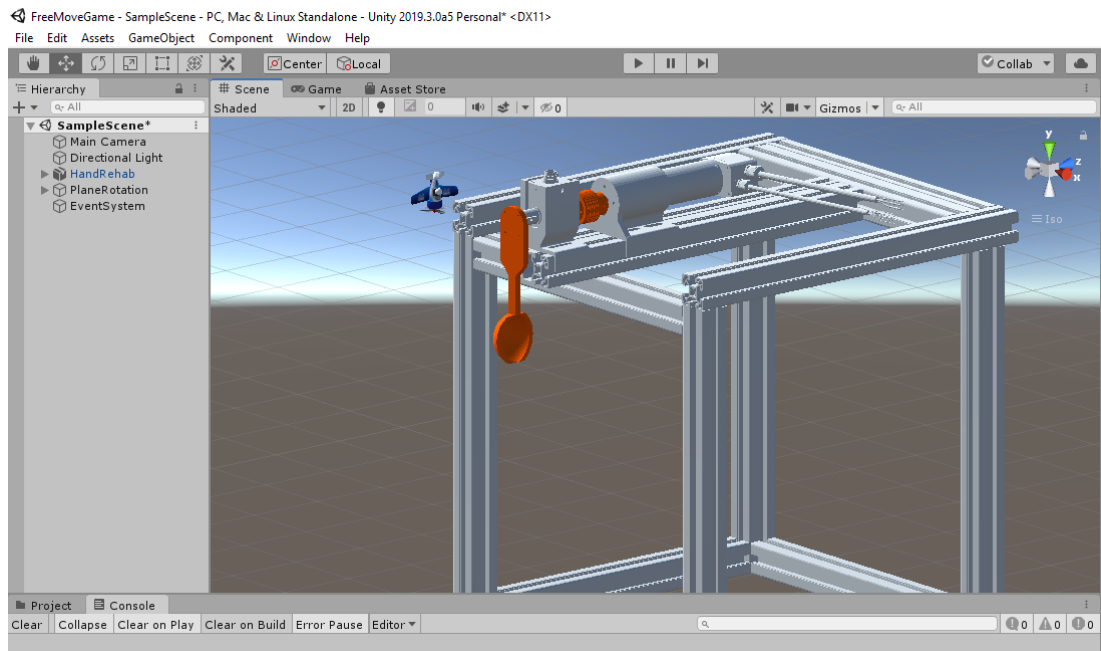 FreeMoveGame - SampleScene - PC, Mac & Linux Standalone - Unity 2019.3.0a5 Personal* <DX11>
File Edit Assets GameObject Component Window Help
Center Local Collab
Hierarchy Scene Game Asset Store
All Shaded 2D 0 0 Gizmos All
SampleScene*
Main Camera
Directional Light
HandRehab
PlaneRotation
EventSystem
y
z
x
Iso
Project Console
Clear Collapse Clear on Play Clear on Build Error Pause Editor 0 0 0